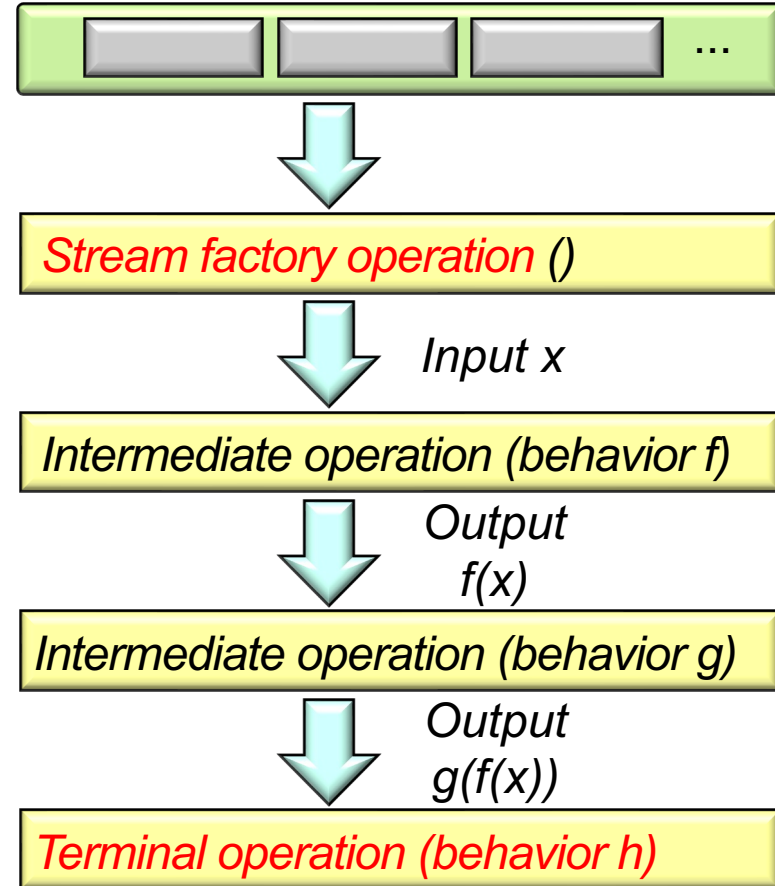 ...
Stream factory operation ()
Input x
Intermediate operation (behavior f)
Output
f(x)
Intermediate operation (behavior g)
Output
g(f(x))
Terminal operation (behavior h)